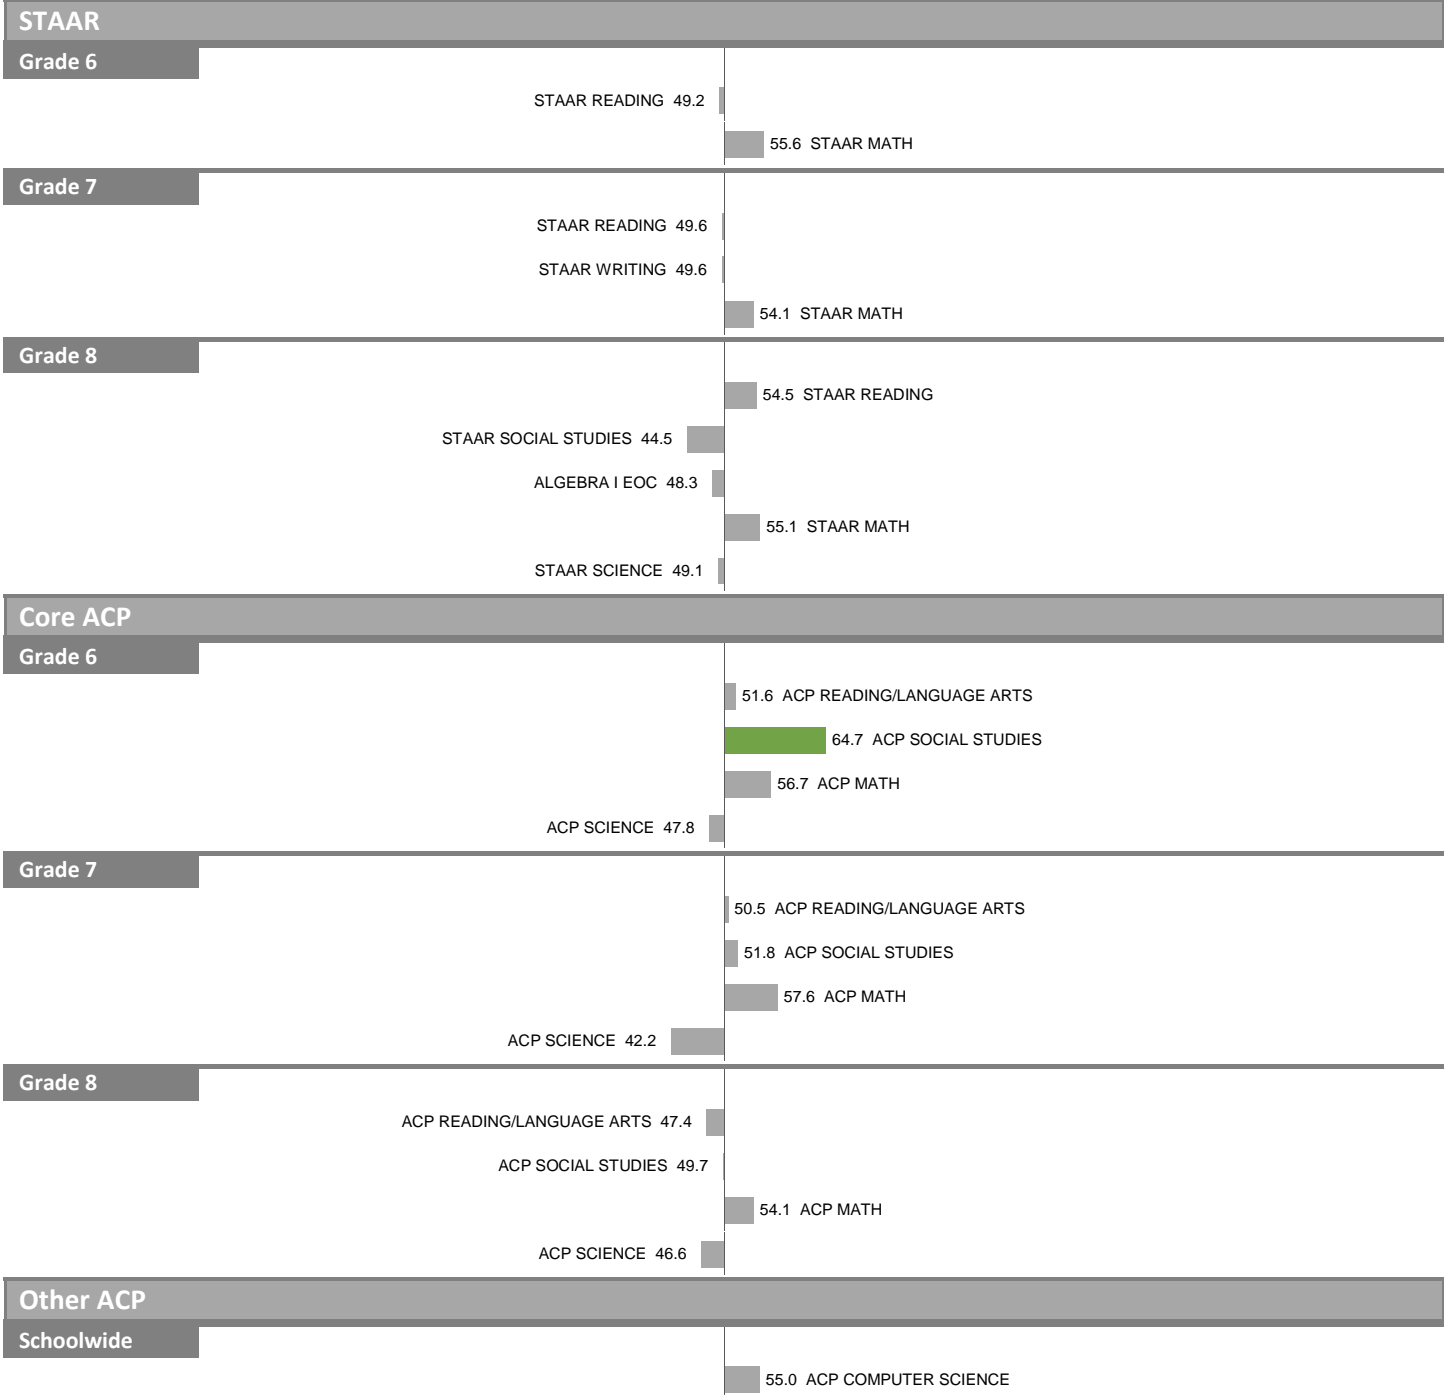 STAAR
Grade 6
STAAR READING 49.2
55.6 STAAR MATH
Grade 7
STAAR READING 49.6
STAAR WRITING 49.6
54.1 STAAR MATH
Grade 8
54.5 STAAR READING
STAAR SOCIAL STUDIES 44.5
ALGEBRA I EOC 48.3
55.1 STAAR MATH
STAAR SCIENCE 49.1
Core ACP
Grade 6
51.6 ACP READING/LANGUAGE ARTS
64.7 ACP SOCIAL STUDIES
56.7 ACP MATH
ACP SCIENCE 47.8
Grade 7
50.5 ACP READING/LANGUAGE ARTS
51.8 ACP SOCIAL STUDIES
57.6 ACP MATH
ACP SCIENCE 42.2
Grade 8
ACP READING/LANGUAGE ARTS 47.4
ACP SOCIAL STUDIES 49.7
54.1 ACP MATH
ACP SCIENCE 46.6
Other ACP
Schoolwide
55.0 ACP COMPUTER SCIENCE